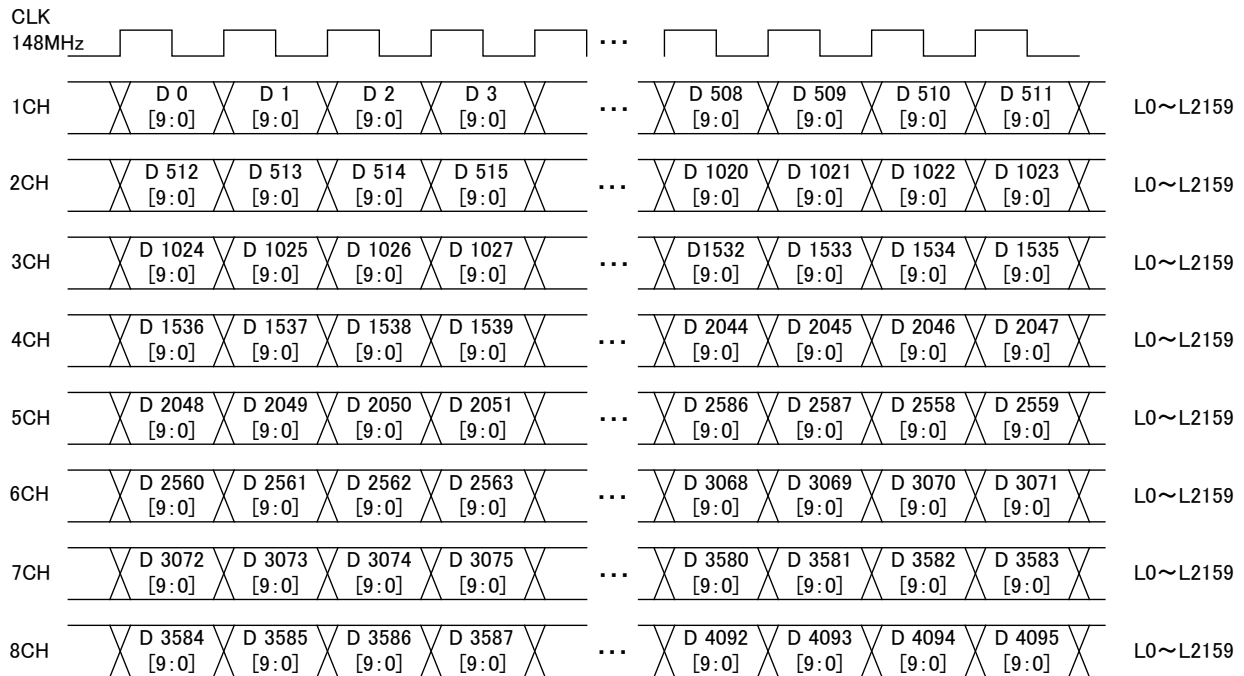 CLK
148MHz
...
1CH D 0 D 1 D 2 D 3 ... D 508 D 509 D 510 D 511 L0～L2159
[9:0] [9:0] [9:0] [9:0] [9:0] [9:0] [9:0] [9:0]
2CH D 512 D 513 D 514 D 515 ... D 1020 D 1021 D 1022 D 1023 L0～L2159
[9:0] [9:0] [9:0] [9:0] [9:0] [9:0] [9:0] [9:0]
3CH D 1024 D 1025 D 1026 D 1027 ... D1532 D 1533 D 1534 D 1535 L0～L2159
[9:0] [9:0] [9:0] [9:0] [9:0] [9:0] [9:0] [9:0]
4CH D 1536 D 1537 D 1538 D 1539 ... D 2044 D 2045 D 2046 D 2047 L0～L2159
[9:0] [9:0] [9:0] [9:0] [9:0] [9:0] [9:0] [9:0]
5CH D 2048 D 2049 D 2050 D 2051 ... D 2586 D 2587 D 2558 D 2559 L0～L2159
[9:0] [9:0] [9:0] [9:0] [9:0] [9:0] [9:0] [9:0]
6CH D 2560 D 2561 D 2562 D 2563 ... D 3068 D 3069 D 3070 D 3071 L0～L2159
[9:0] [9:0] [9:0] [9:0] [9:0] [9:0] [9:0] [9:0]
7CH D 3072 D 3073 D 3074 D 3075 ... D 3580 D 3581 D 3582 D 3583 L0～L2159
[9:0] [9:0] [9:0] [9:0] [9:0] [9:0] [9:0] [9:0]
8CH D 3584 D 3585 D 3586 D 3587 ... D 4092 D 4093 D 4094 D 4095 L0～L2159
[9:0] [9:0] [9:0] [9:0] [9:0] [9:0] [9:0] [9:0]